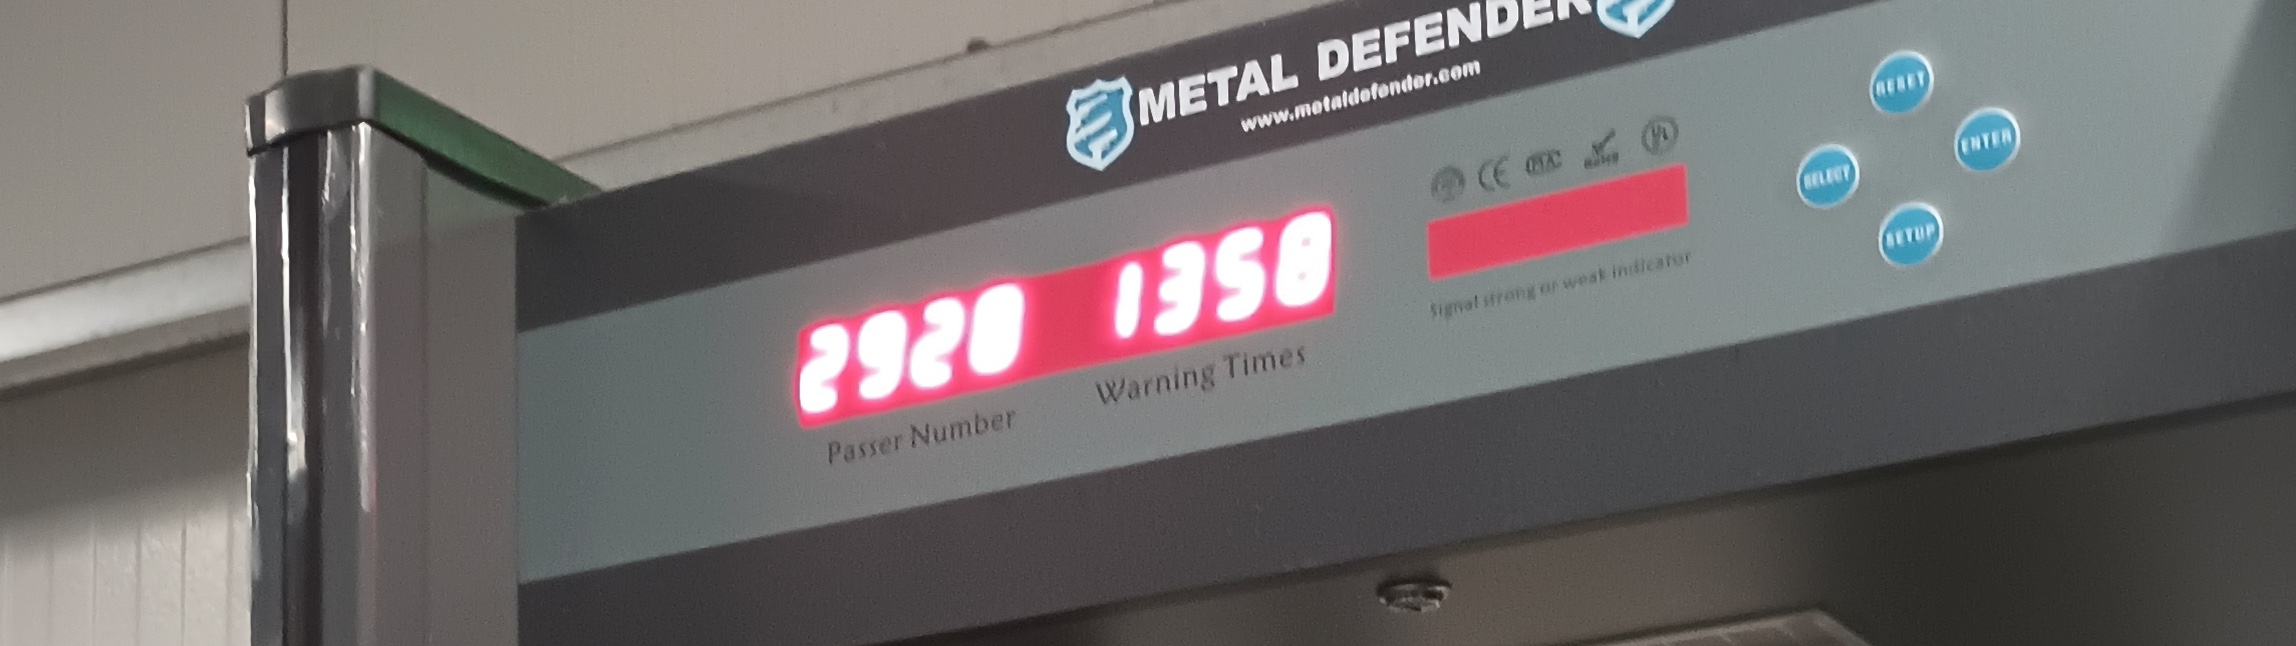 METAL DEFENDER
www.metaldefender.com
RESET
ENTER
SELECT
SETUP
CE
2920 1358
Passer Number
Warning Times
Signal strong or weak indicator